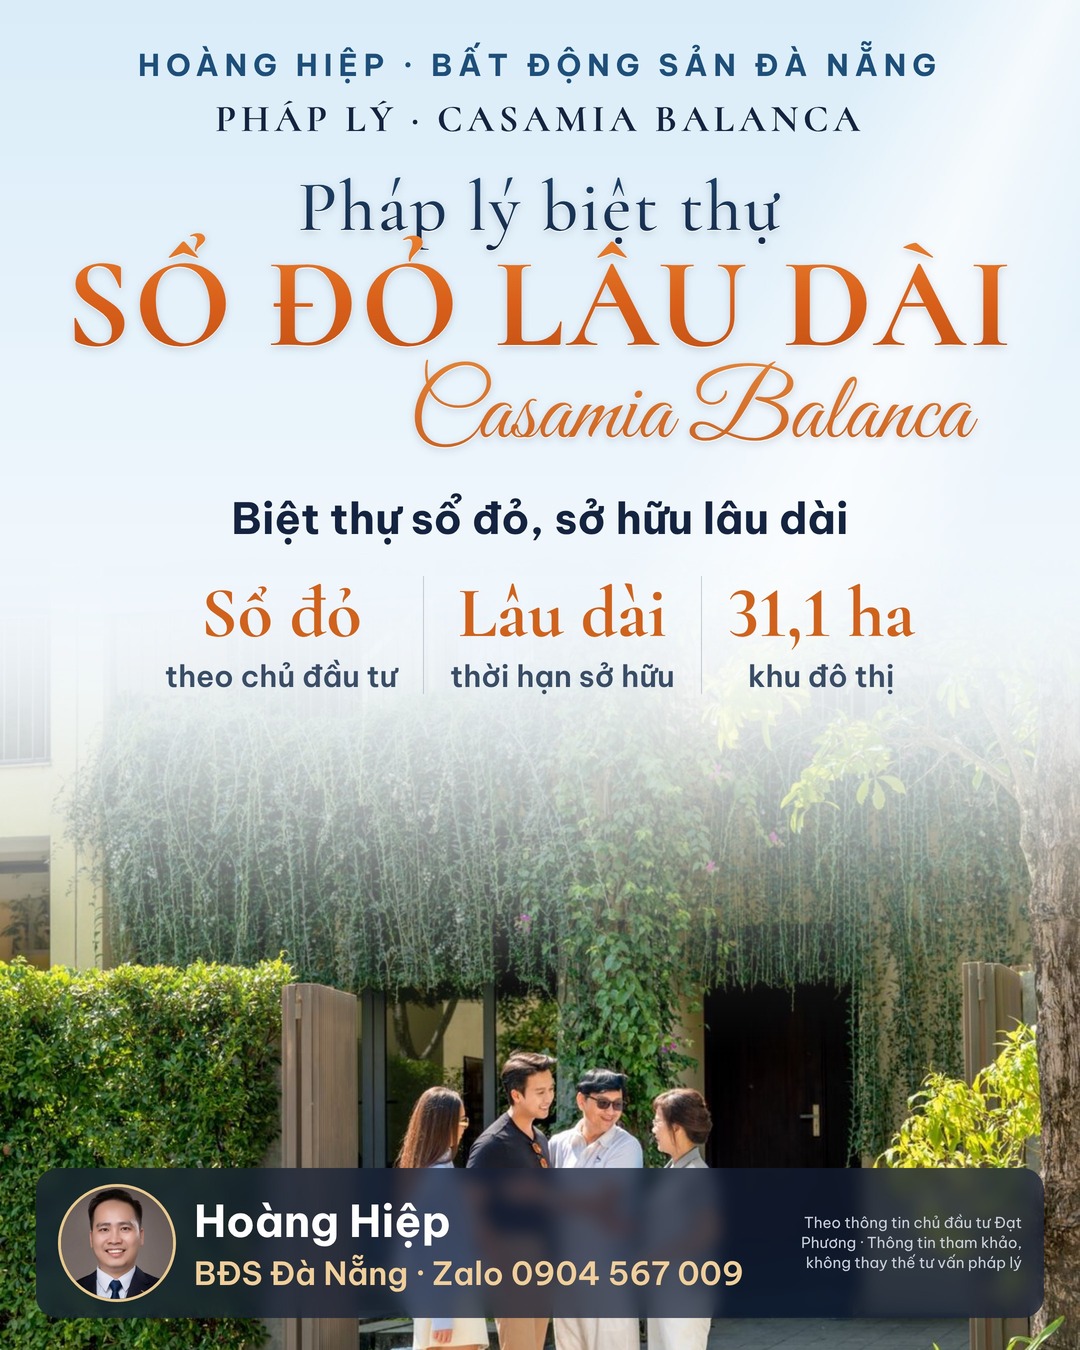 HOÀNG HIỆP · BẤT ĐỘNG SẢN ĐÀ NẴNG
PHÁP LÝ · CASAMIA BALANCA
Pháp lý biệt thự
SỔ ĐỎ LÂU DÀI
Casamia Balanca
Biệt thự sổ đỏ, sở hữu lâu dài
Sổ đỏ
theo chủ đầu tư
Lâu dài
thời hạn sở hữu
31,1 ha
khu đô thị
Hoàng Hiệp
BĐS Đà Nẵng · Zalo 0904 567 009
Theo thông tin chủ đầu tư Đạt
Phương · Thông tin tham khảo,
không thay thế tư vấn pháp lý